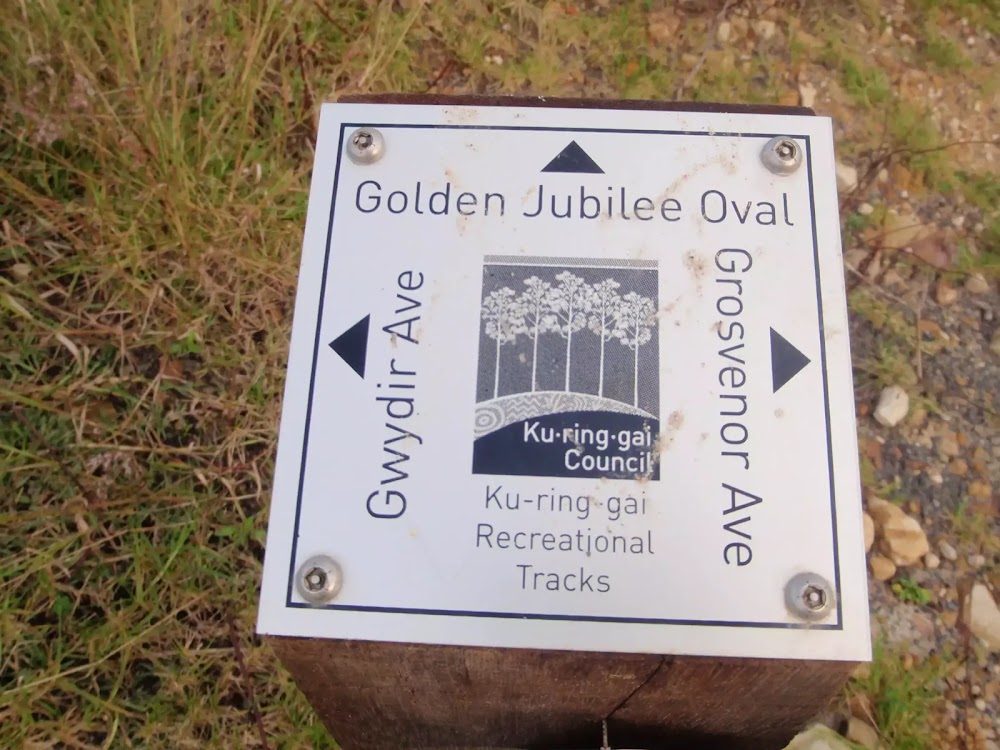 Golden Jubilee Oval
Gwydir Ave
Grosvenor Ave
Ku·ring·gai
Council
Ku-ring-gai
Recreational
Tracks